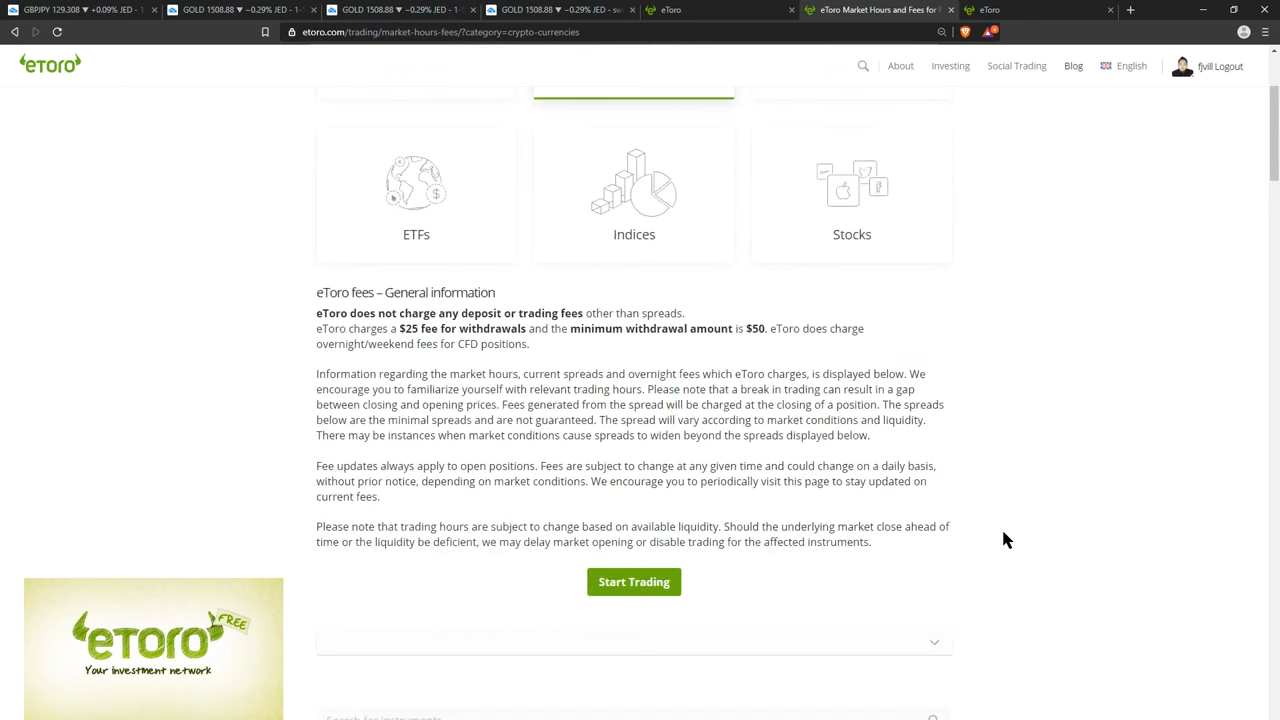 GBPJPY 129.308 ▼ +0.09% JED - 1
GOLD 1508.88 ▼ −0.29% JED - 1-
GOLD 1508.88 ▼ −0.29% JED - 1-
GOLD 1508.88 ▼ −0.29% JED - sw
eToro
eToro Market Hours and Fees for
eToro
etoro.com/trading/market-hours-fees/?category=crypto-currencies
eToro
About
Investing
Social Trading
Blog
English
fjvill Logout
ETFs
Indices
Stocks
eToro fees – General information
eToro does not charge any deposit or trading fees other than spreads.
eToro charges a $25 fee for withdrawals and the minimum withdrawal amount is $50. eToro does charge
overnight/weekend fees for CFD positions.
Information regarding the market hours, current spreads and overnight fees which eToro charges, is displayed below. We
encourage you to familiarize yourself with relevant trading hours. Please note that a break in trading can result in a gap
between closing and opening prices. Fees generated from the spread will be charged at the closing of a position. The spreads
below are the minimal spreads and are not guaranteed. The spread will vary according to market conditions and liquidity.
There may be instances when market conditions cause spreads to widen beyond the spreads displayed below.
Fee updates always apply to open positions. Fees are subject to change at any given time and could change on a daily basis,
without prior notice, depending on market conditions. We encourage you to periodically visit this page to stay updated on
current fees.
Please note that trading hours are subject to change based on available liquidity. Should the underlying market close ahead of
time or the liquidity be deficient, we may delay market opening or disable trading for the affected instruments.
Start Trading
eToro
FREE
Your investment network
Search for instruments